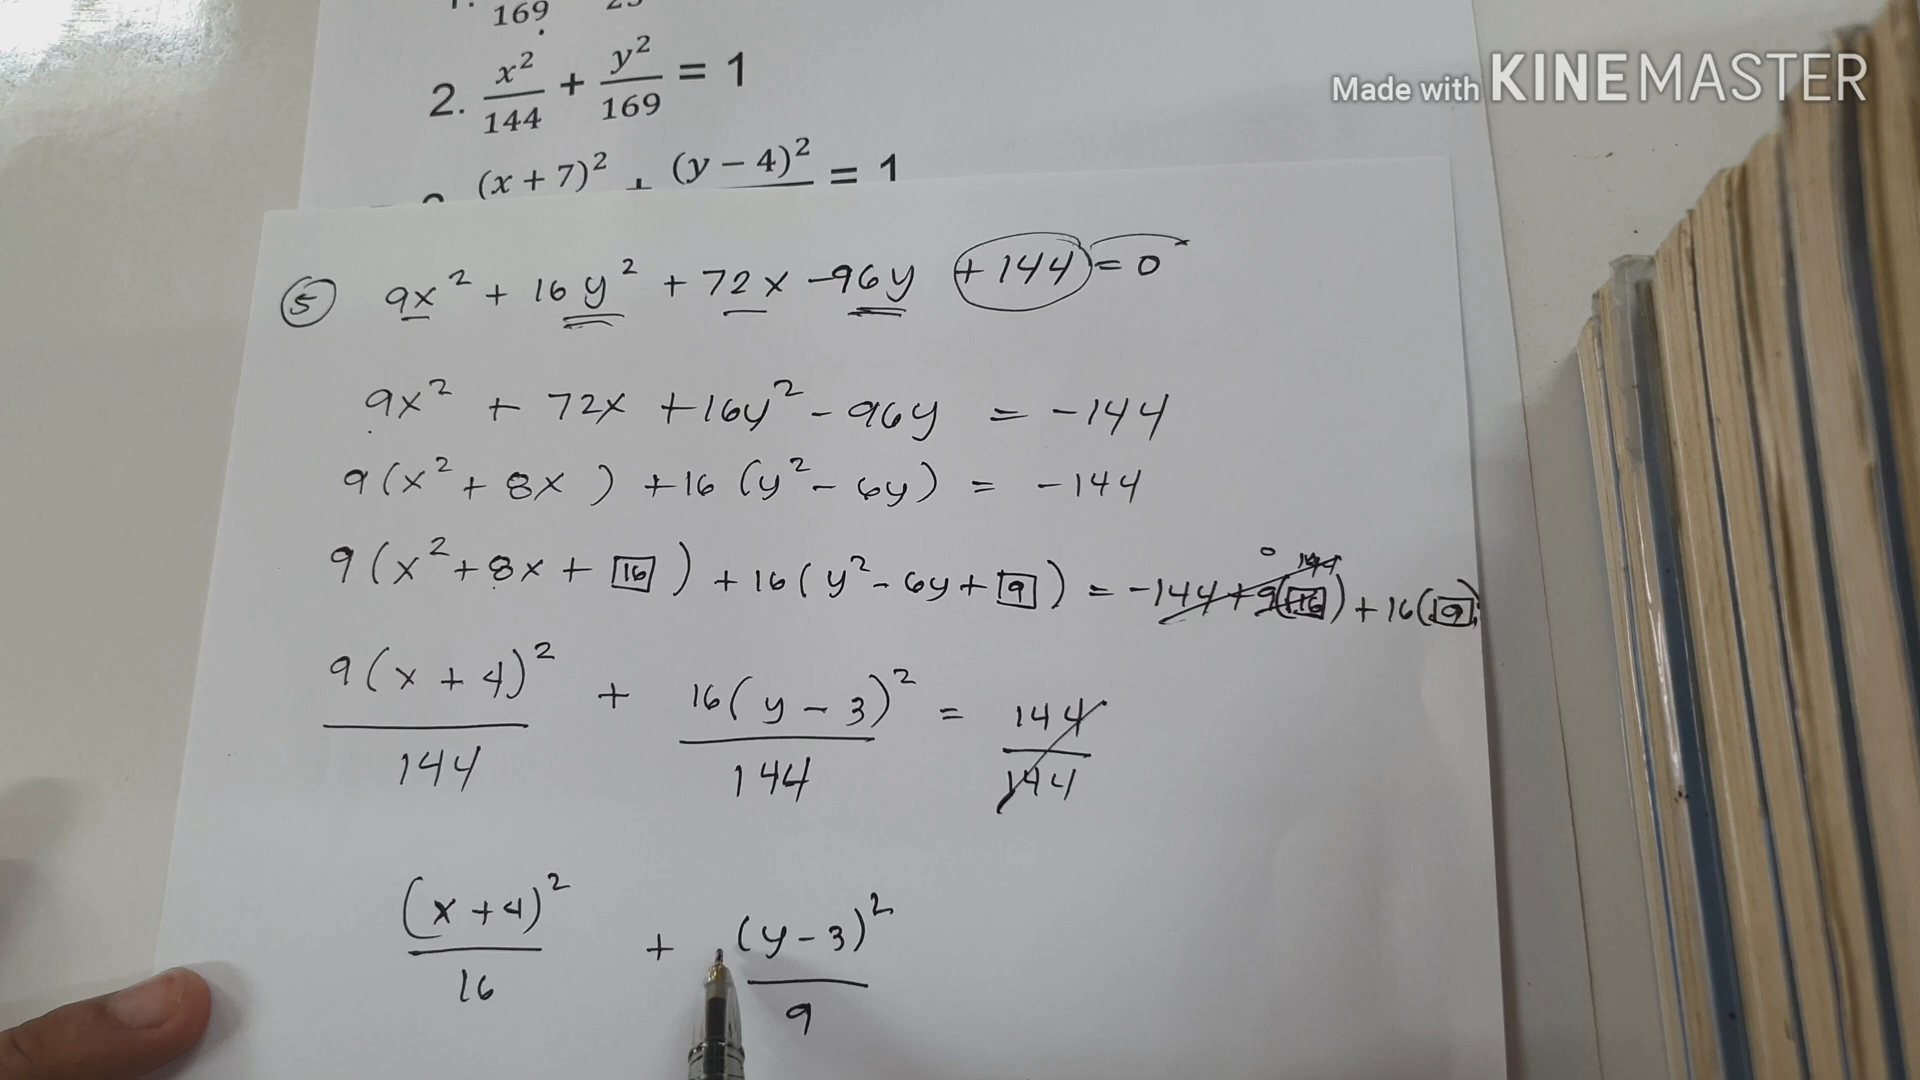 169
2. x²/144 + y²/169 = 1
Made with KINEMASTER
(x + 7)² + (y − 4)² = 1
⑤ 9x² + 16y² + 72x − 96y + 144 = 0
9x² + 72x + 16y² − 96y = −144
9(x² + 8x ) + 16(y² − 6y) = −144
0 144
9(x² + 8x + 16) + 16(y² − 6y + 9) = −144 + 9(16) + 16(9)
9(x + 4)²/144 + 16(y − 3)²/144 = 144/144
(x + 4)²/16 + (y − 3)²/9